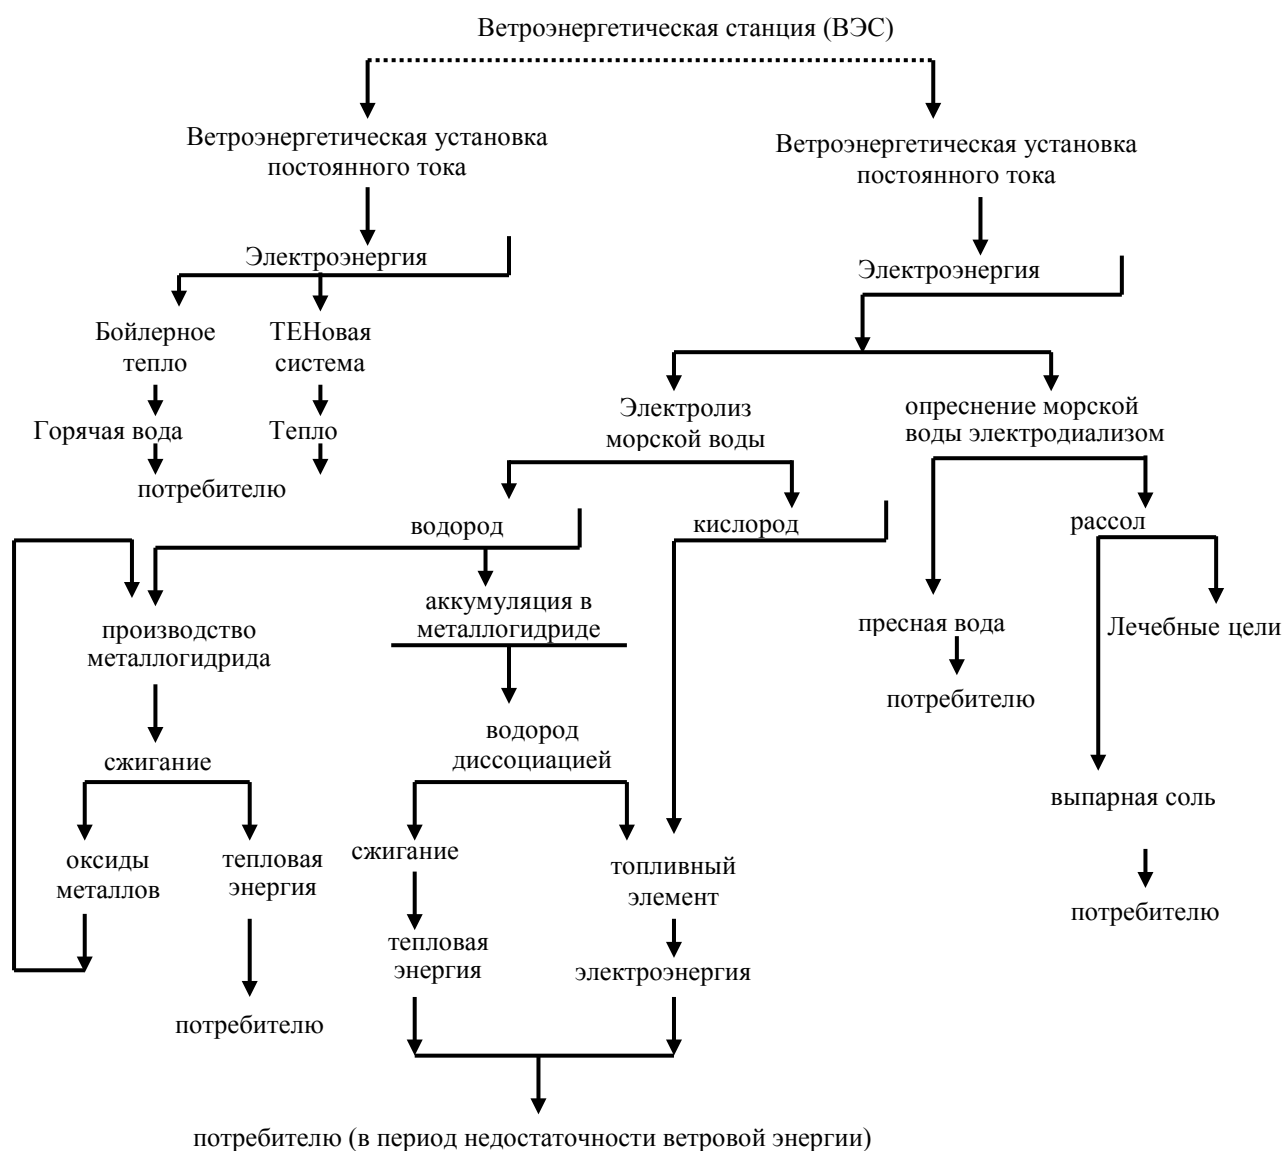 Ветроэнергетическая станция (ВЭС)
Ветроэнергетическая установка
постоянного тока
Ветроэнергетическая установка
постоянного тока
Электроэнергия
Электроэнергия
Бойлерное
тепло
ТЕНовая
система
Горячая вода
Тепло
потребителю
Электролиз
морской воды
опреснение морской
воды электродиализом
водород
кислород
рассол
производство
металлогидрида
аккумуляция в
металлогидриде
пресная вода
Лечебные цели
потребителю
водород
диссоциацией
сжигание
выпарная соль
оксиды
металлов
тепловая
энергия
сжигание
топливный
элемент
потребителю
тепловая
энергия
электроэнергия
потребителю
потребителю (в период недостаточности ветровой энергии)